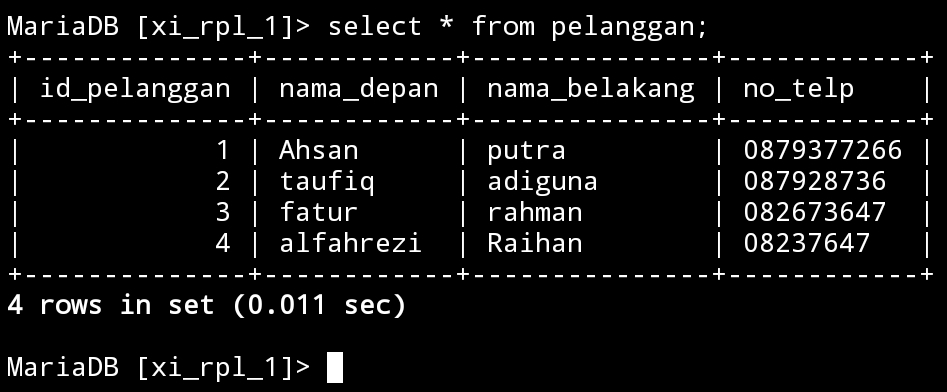 MariaDB [xi_rpl_1]> select * from pelanggan;
+--------------+------------+---------------+------------+
| id_pelanggan | nama_depan | nama_belakang | no_telp    |
+--------------+------------+---------------+------------+
|            1 | Ahsan      | putra         | 0879377266 |
|            2 | taufiq     | adiguna       | 087928736  |
|            3 | fatur      | rahman        | 082673647  |
|            4 | alfahrezi  | Raihan        | 08237647   |
+--------------+------------+---------------+------------+
4 rows in set (0.011 sec)
MariaDB [xi_rpl_1]>